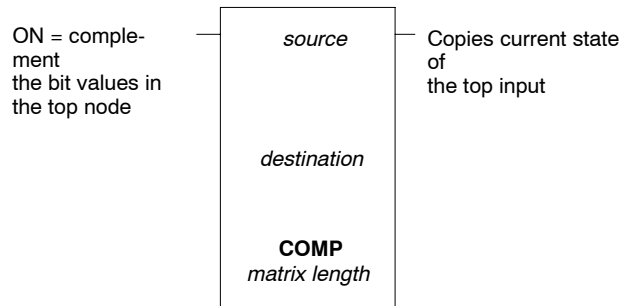 ON = comple-
ment
the bit values in
the top node
source
Copies current state
of
the top input
destination
COMP
matrix length